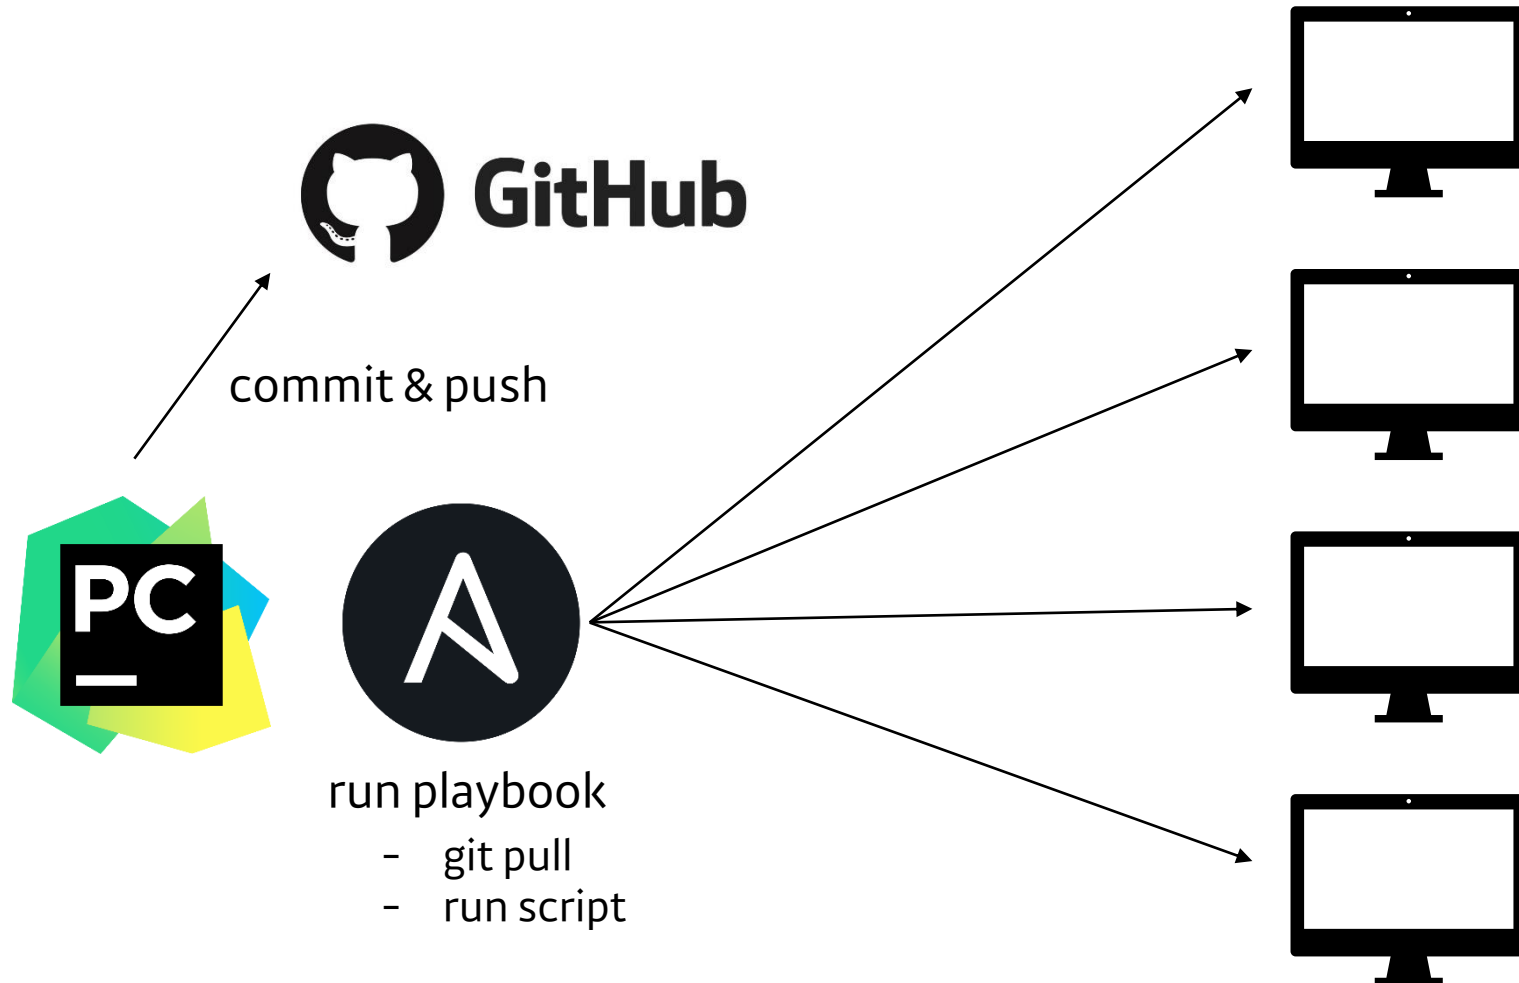 GitHub
commit & push
PC
run playbook
- git pull
- run script